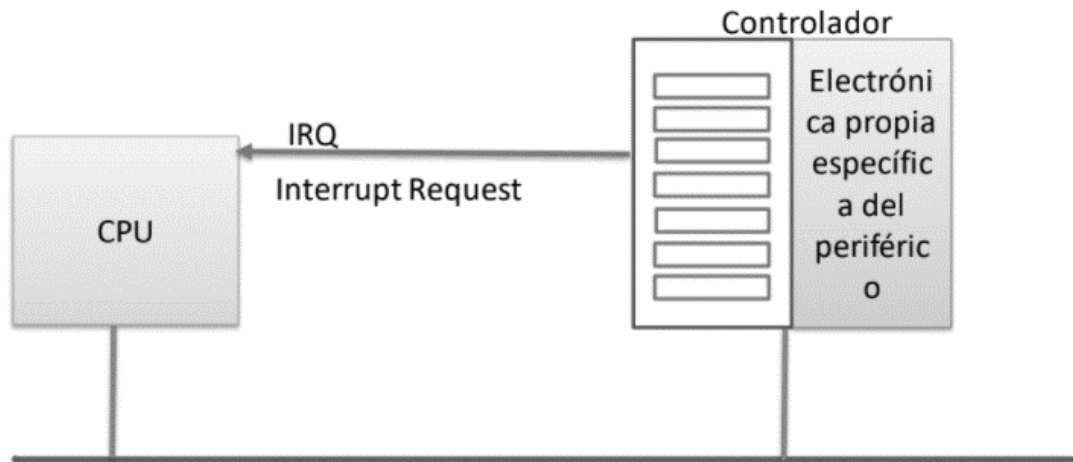 Controlador
Electróni
ca propia
específic
a del
periféric
o
IRQ
Interrupt Request
CPU